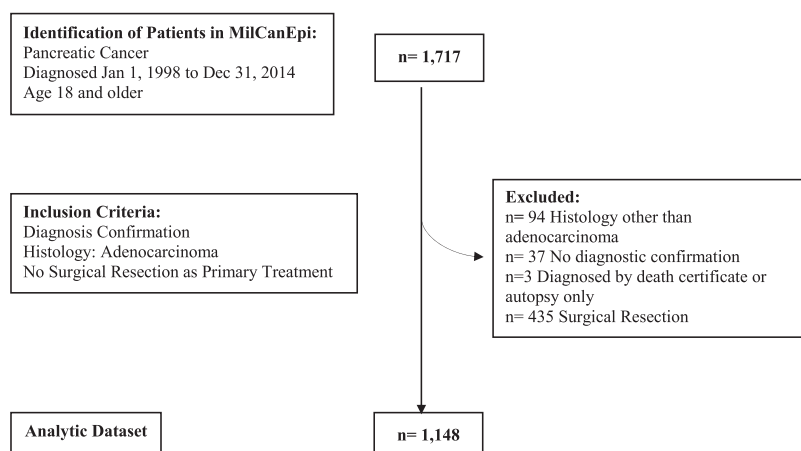 Identification of Patients in MilCanEpi:
Pancreatic Cancer
Diagnosed Jan 1, 1998 to Dec 31, 2014
Age 18 and older
n= 1,717
Inclusion Criteria:
Diagnosis Confirmation
Histology: Adenocarcinoma
No Surgical Resection as Primary Treatment
Excluded:
n= 94 Histology other than
adenocarcinoma
n= 37 No diagnostic confirmation
n=3 Diagnosed by death certificate or
autopsy only
n= 435 Surgical Resection
Analytic Dataset
n= 1,148